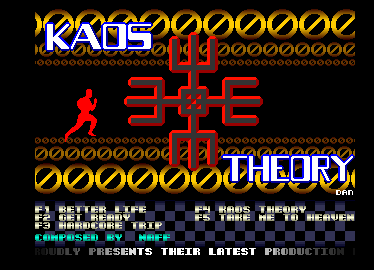 KAOS
THEORY
DAN
F1 BETTER LIFE F4 KAOS THEORY
F2 GET READY F5 TAKE ME TO HEAVEN
F3 HARDCORE TRIP
COMPOSED BY NAFF
ROUDLY PRESENTS THEIR LATEST PRODUCTION